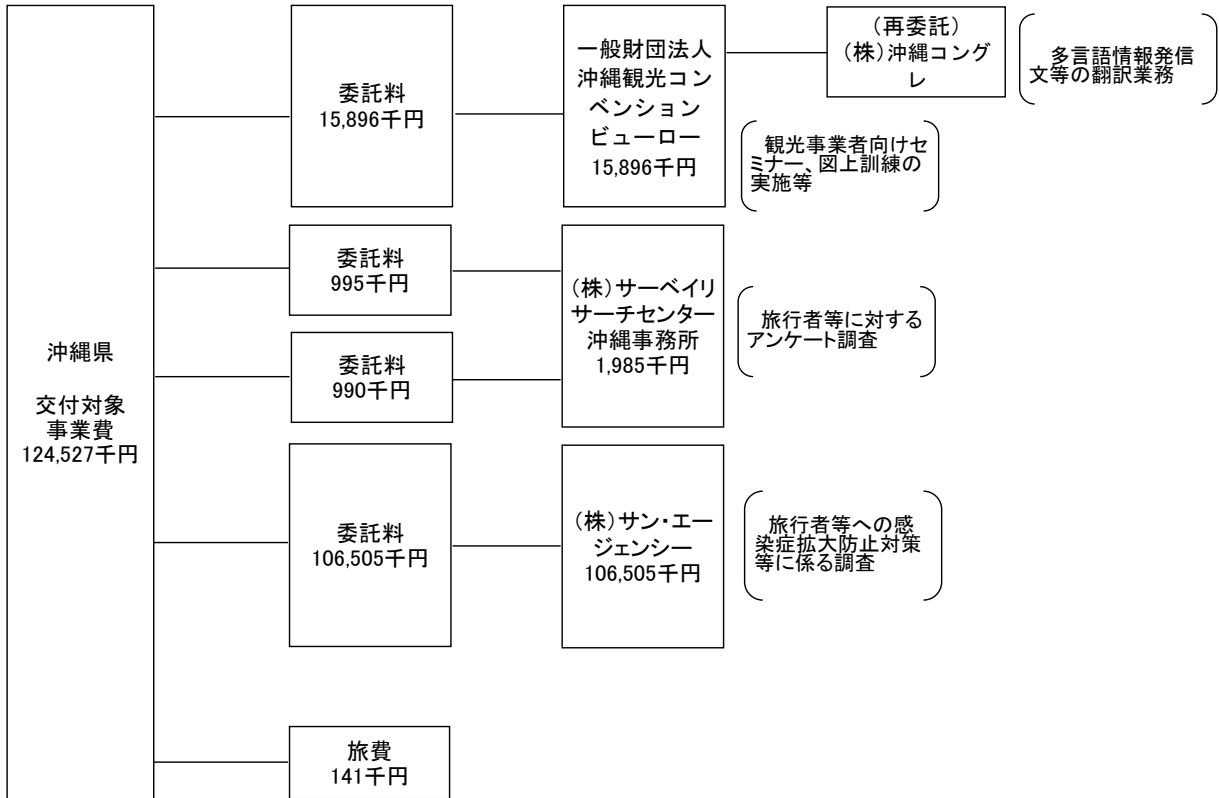 沖縄県
交付対象
事業費
124,527千円
委託料
15,896千円
一般財団法人
沖縄観光コン
ベンション
ビューロー
15,896千円
（再委託）
（株）沖縄コング
レ
多言語情報発信
文等の翻訳業務
観光事業者向けセ
ミナー、図上訓練の
実施等
委託料
995千円
委託料
990千円
（株）サーベイリ
サーチセンター
沖縄事務所
1,985千円
旅行者等に対する
アンケート調査
委託料
106,505千円
（株）サン・エー
ジェンシー
106,505千円
旅行者等への感
染症拡大防止対策
等に係る調査
旅費
141千円